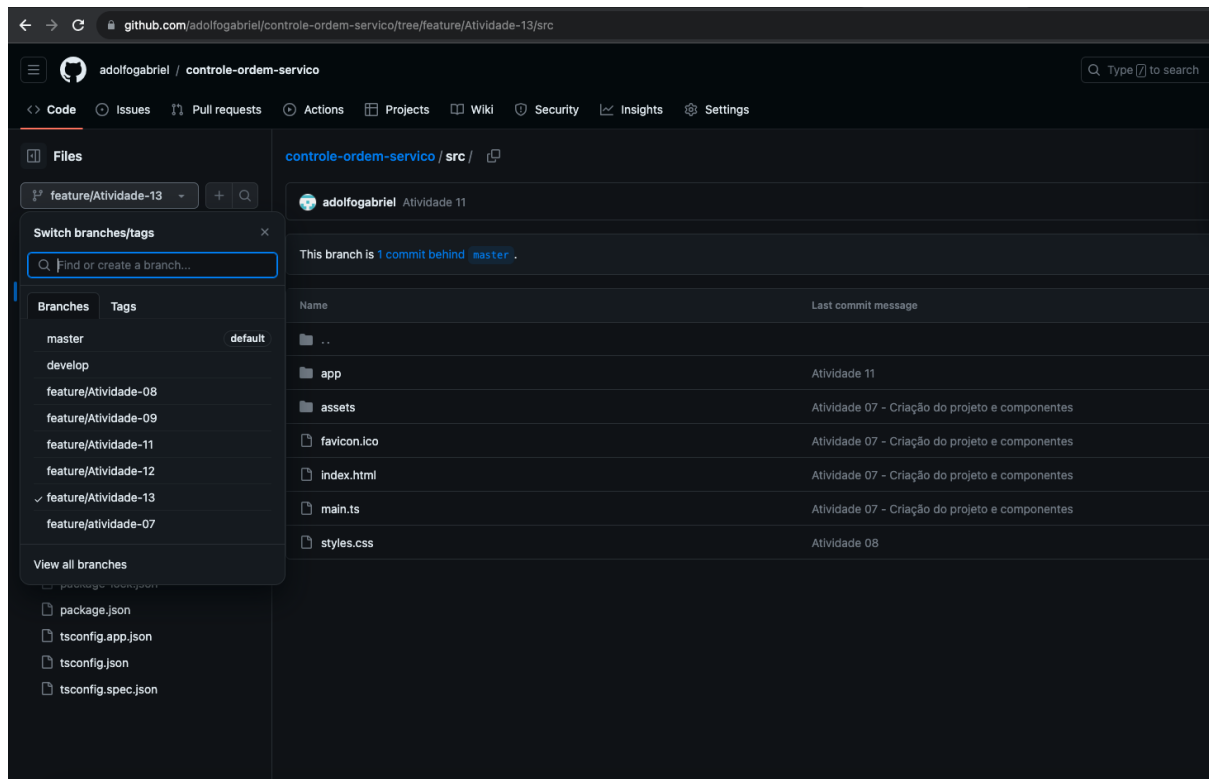 github.com/adolfogabriel/controle-ordem-servico/tree/feature/Atividade-13/src
adolfogabriel / controle-ordem-servico
Type / to search
Code Issues Pull requests Actions Projects Wiki Security Insights Settings
Files
feature/Atividade-13
Switch branches/tags
Find or create a branch...
Branches Tags
master default
develop
feature/Atividade-08
feature/Atividade-09
feature/Atividade-11
feature/Atividade-12
feature/Atividade-13
feature/atividade-07
View all branches
package-lock.json
package.json
tsconfig.app.json
tsconfig.json
tsconfig.spec.json
controle-ordem-servico / src /
adolfogabriel Atividade 11
This branch is 1 commit behind master .
Name Last commit message
..
app Atividade 11
assets Atividade 07 - Criação do projeto e componentes
favicon.ico Atividade 07 - Criação do projeto e componentes
index.html Atividade 07 - Criação do projeto e componentes
main.ts Atividade 07 - Criação do projeto e componentes
styles.css Atividade 08